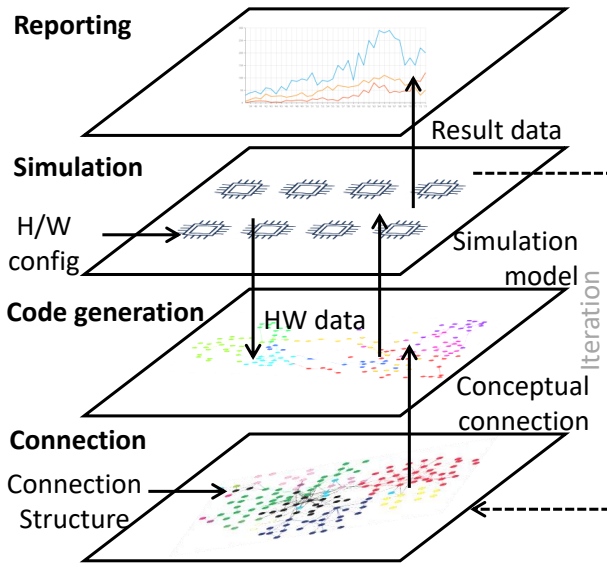 Reporting
Result data
Simulation
H/W
config
Simulation
model
Code generation
HW data
Iteration
Conceptual
connection
Connection
Connection
Structure